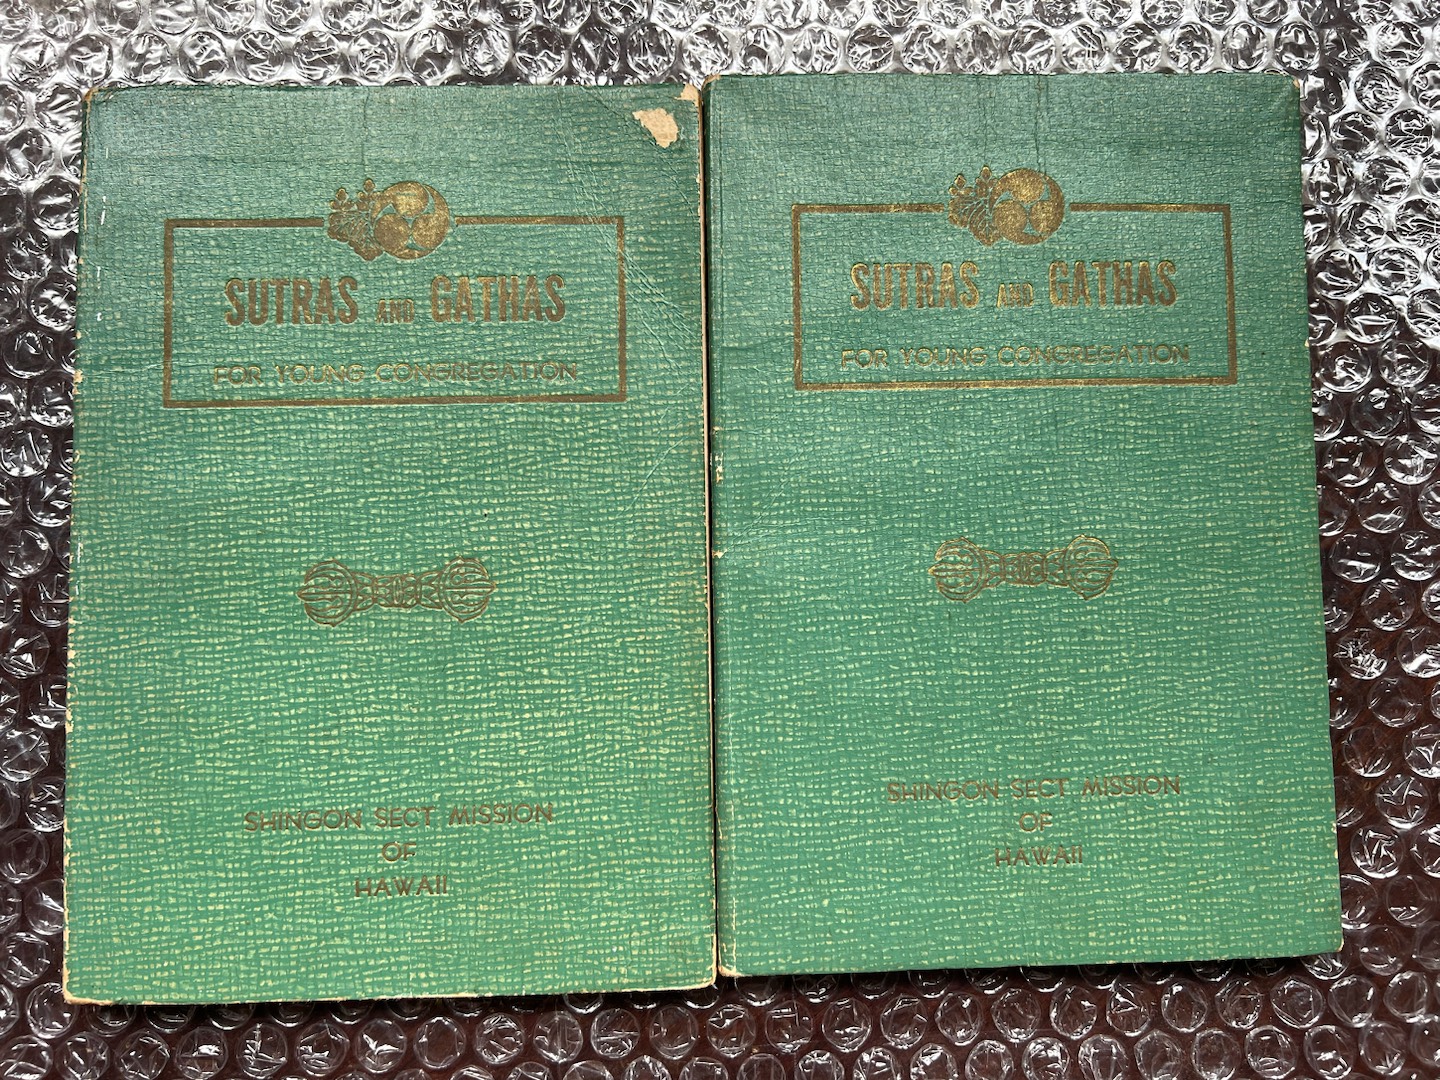 SUTRAS AND GATHAS
FOR YOUNG CONGREGATION
SHINGON SECT MISSION
OF
HAWAII
SUTRAS AND GATHAS
FOR YOUNG CONGREGATION
SHINGON SECT MISSION
OF
HAWAII